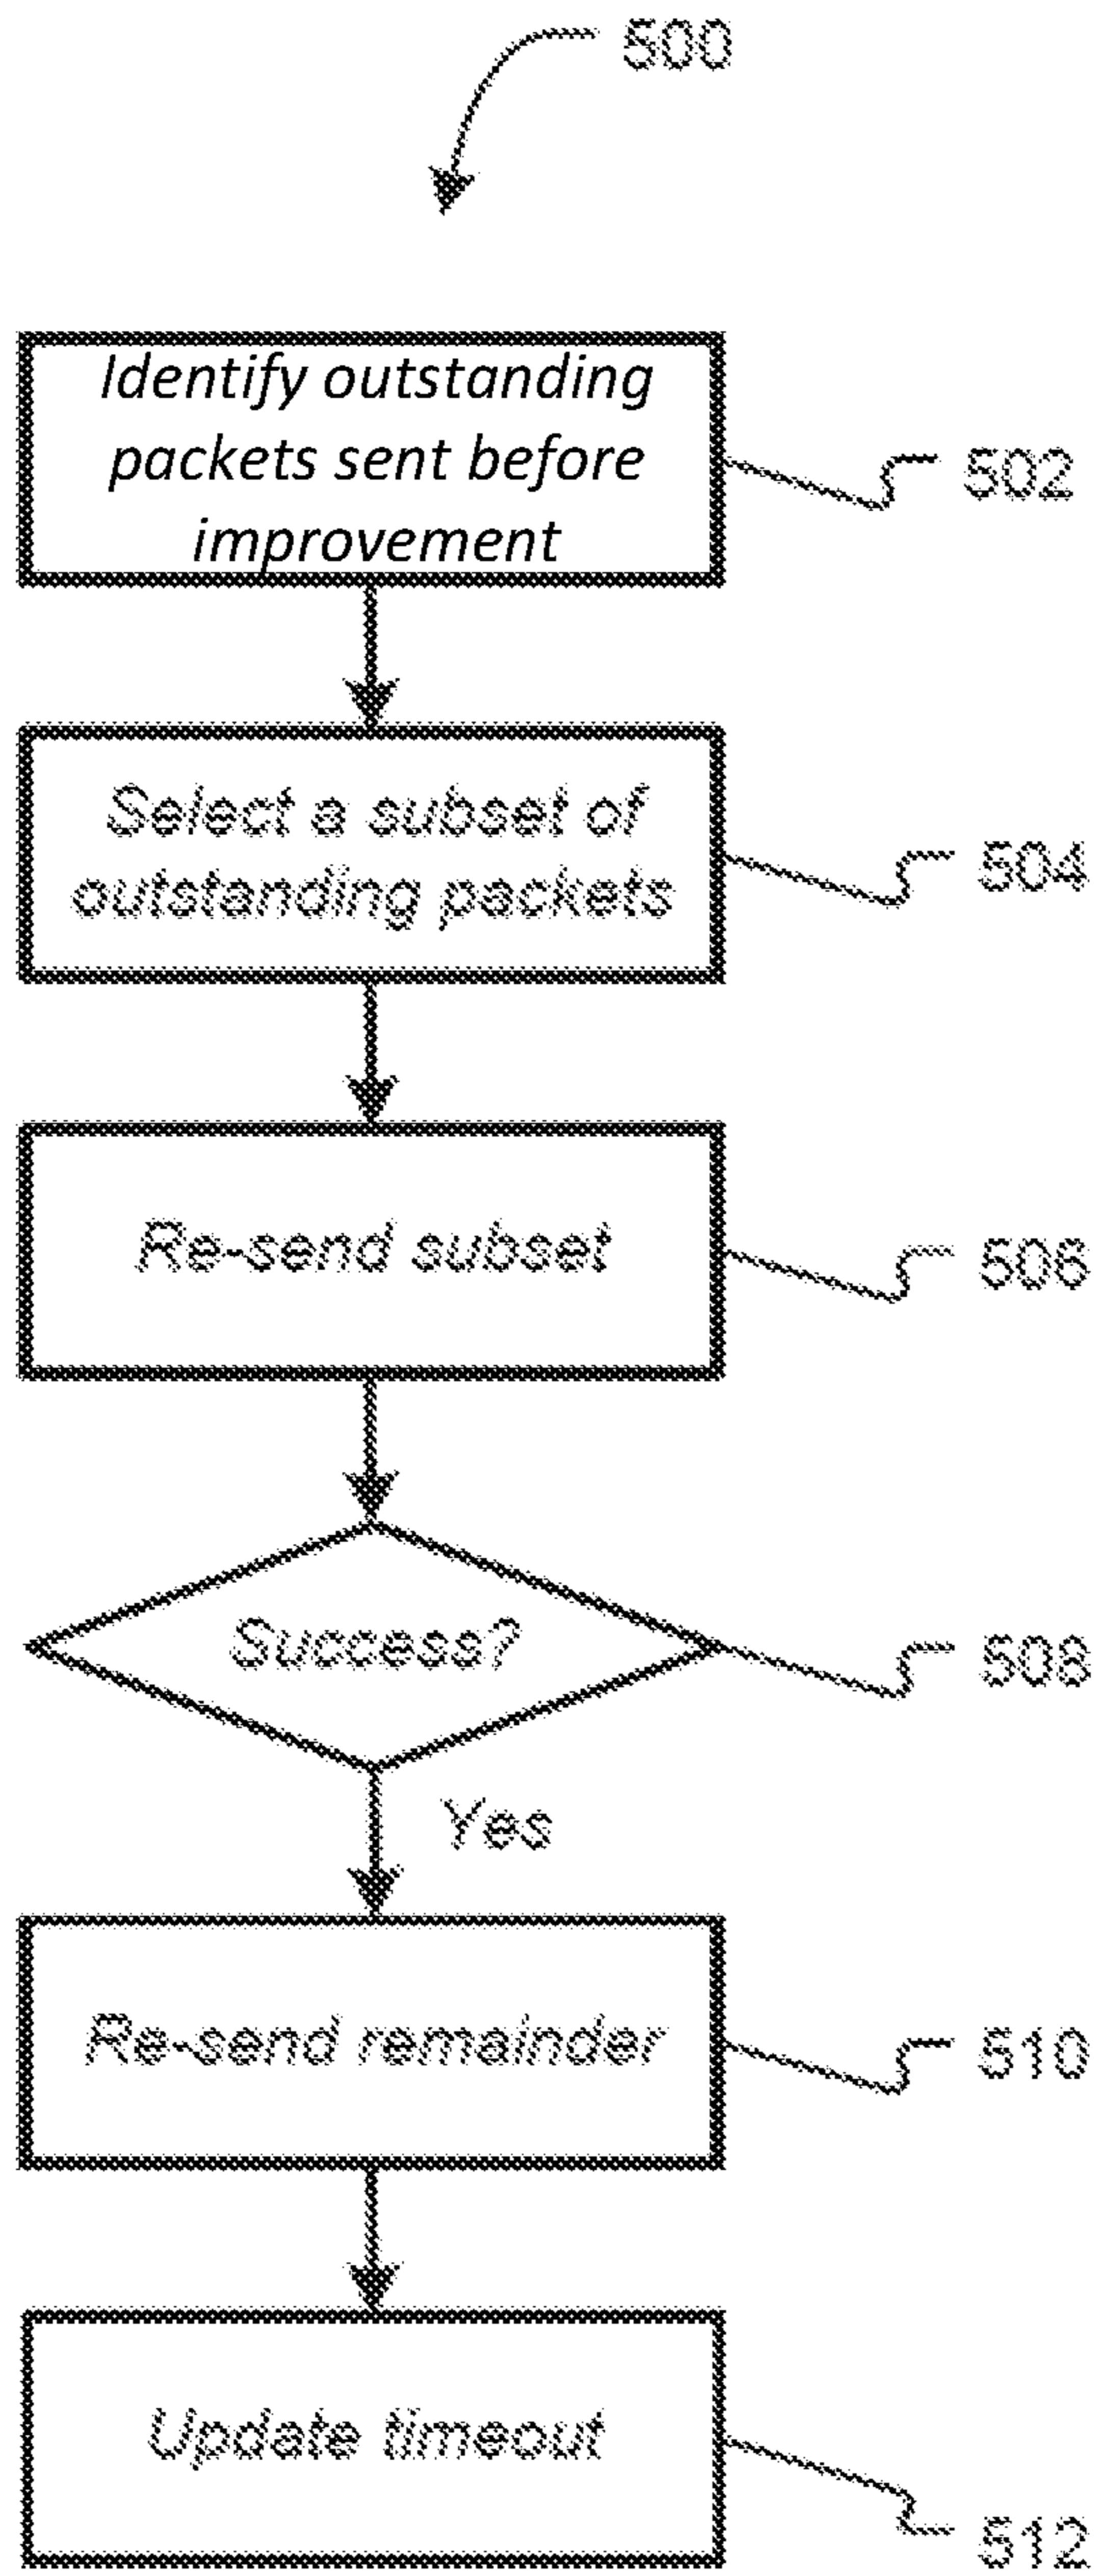 500
Identify outstanding
packets sent before
improvement
502
Select a subset of
outstanding packets
504
Re-send subset
506
Success?
508
Yes
Re-send remainder
510
Update timeout
512